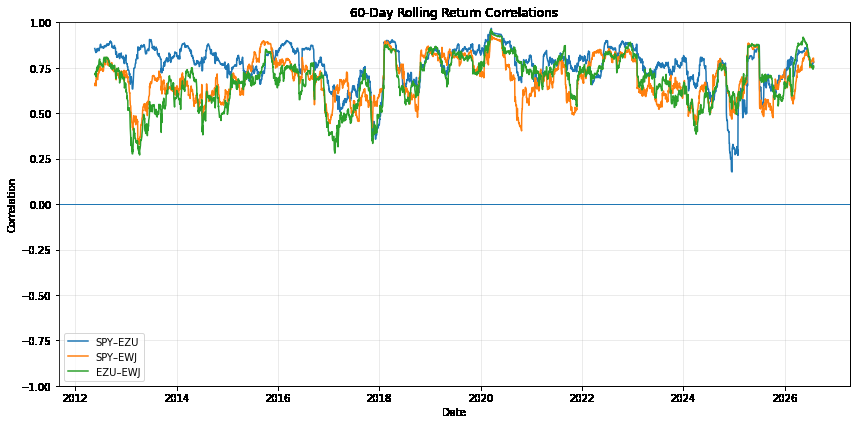 60-Day Rolling Return Correlations
1.00
0.75
0.50
0.25
0.00
−0.25
−0.50
−0.75
−1.00
Correlation
SPY–EZU
SPY–EWJ
EZU–EWJ
2012 2014 2016 2018 2020 2022 2024 2026
Date